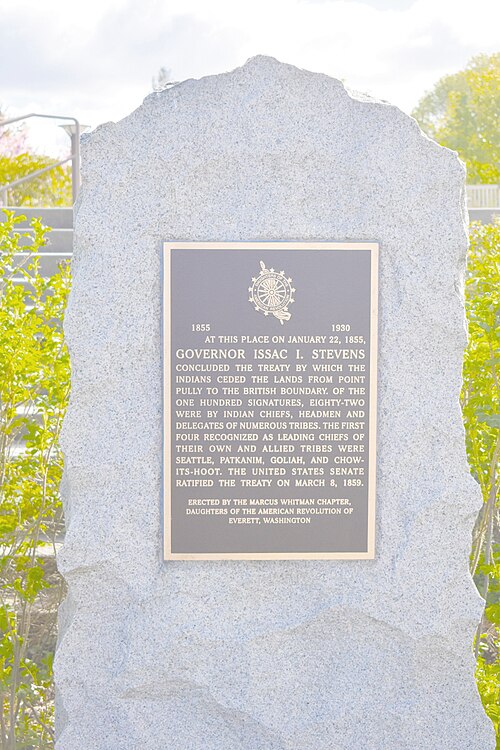 1855 1930
AT THIS PLACE ON JANUARY 22, 1855,
GOVERNOR ISSAC I. STEVENS
CONCLUDED THE TREATY BY WHICH THE
INDIANS CEDED THE LANDS FROM POINT
PULLY TO THE BRITISH BOUNDARY. OF THE
ONE HUNDRED SIGNATURES, EIGHTY-TWO
WERE BY INDIAN CHIEFS, HEADMEN AND
DELEGATES OF NUMEROUS TRIBES. THE FIRST
FOUR RECOGNIZED AS LEADING CHIEFS OF
THEIR OWN AND ALLIED TRIBES WERE
SEATTLE, PATKANIM, GOLIAH, AND CHOW-
ITS-HOOT. THE UNITED STATES SENATE
RATIFIED THE TREATY ON MARCH 8, 1859.
ERECTED BY THE MARCUS WHITMAN CHAPTER,
DAUGHTERS OF THE AMERICAN REVOLUTION OF
EVERETT, WASHINGTON